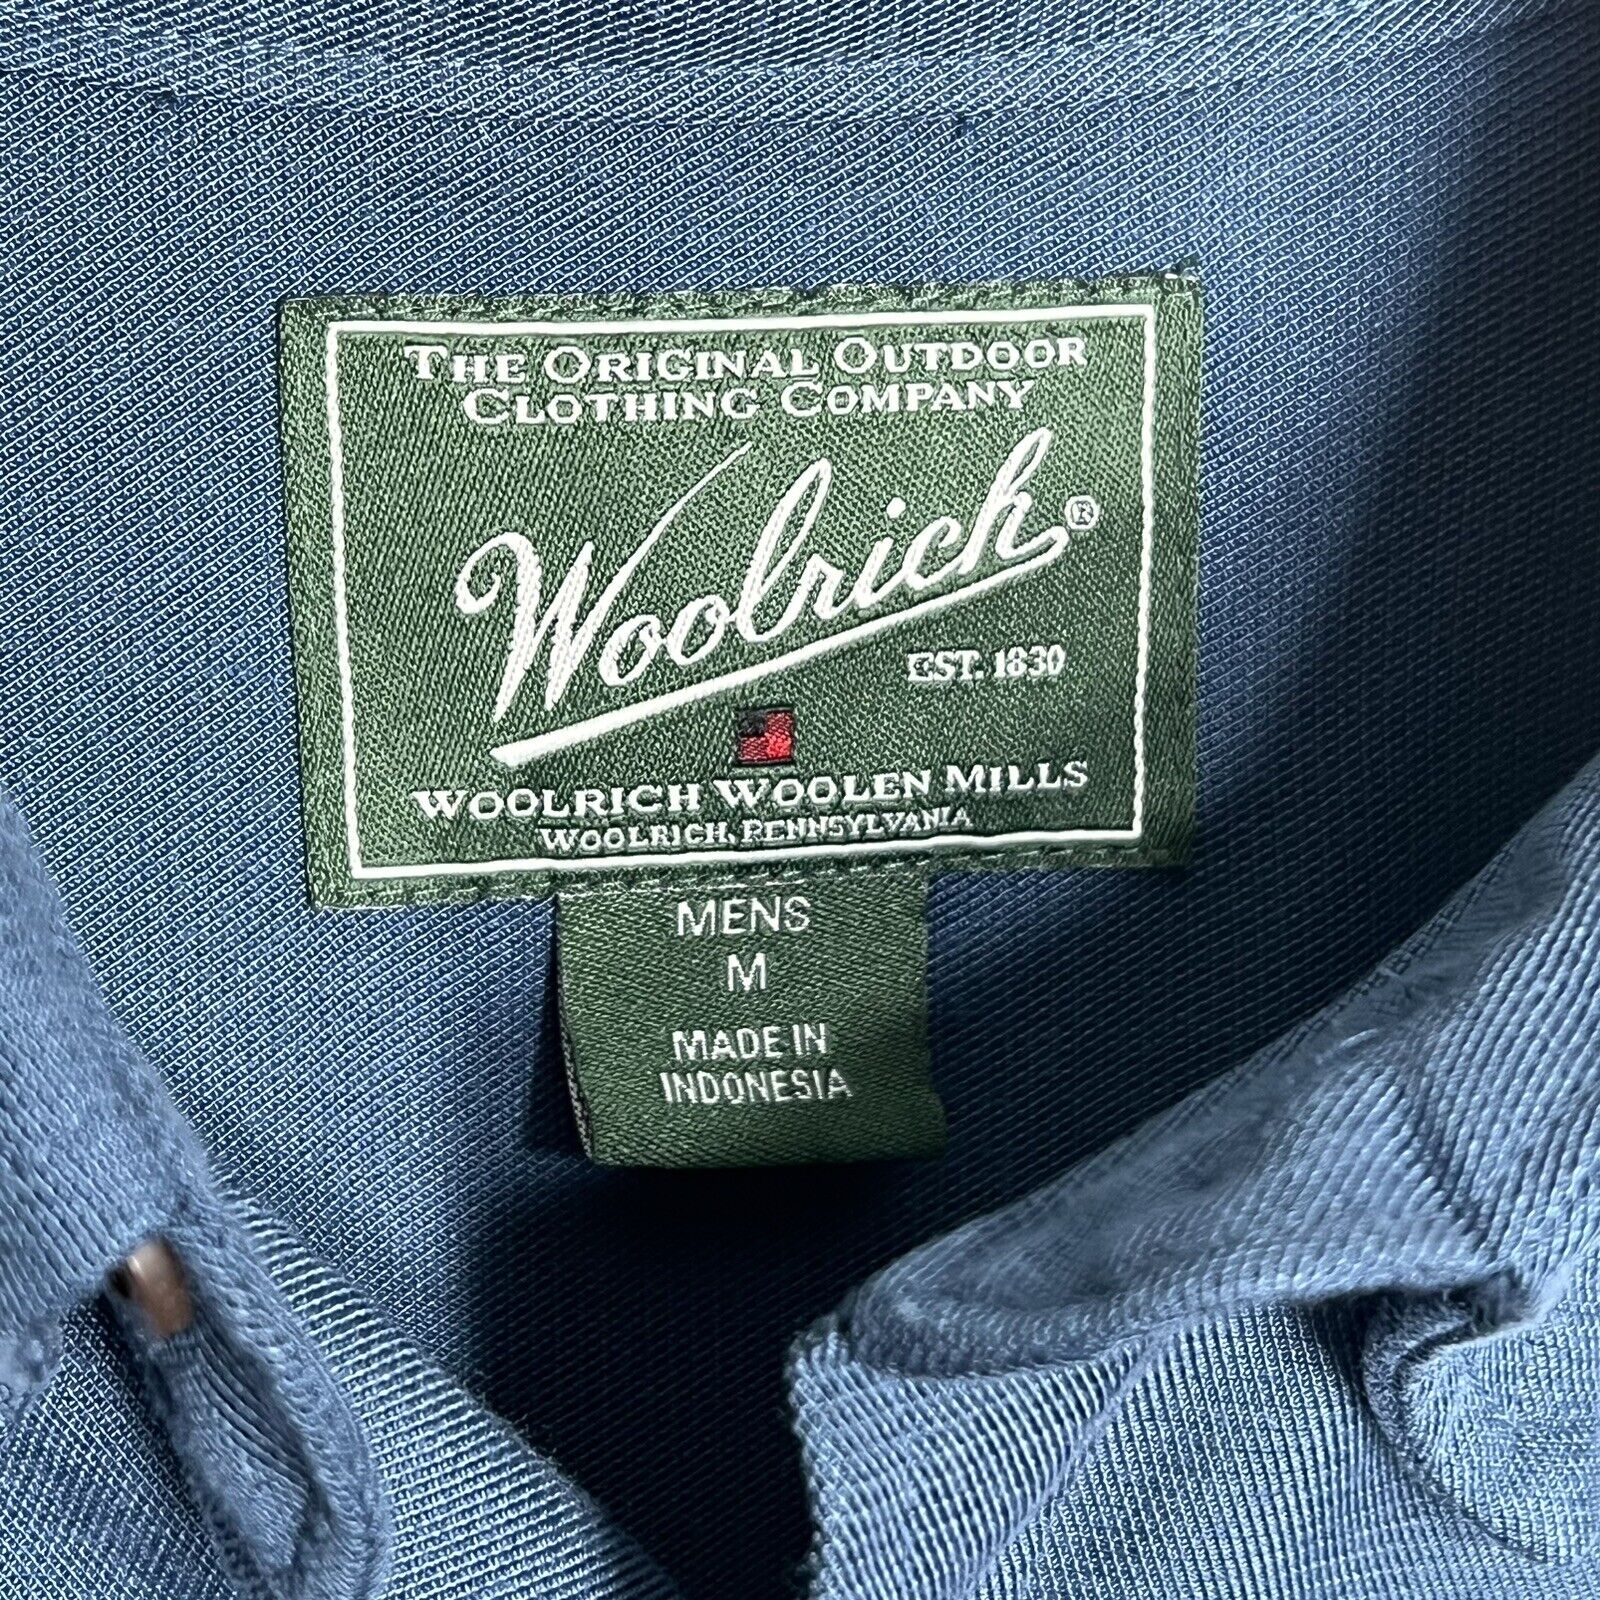 THE ORIGINAL OUTDOOR
CLOTHING COMPANY
Woolrich®
EST. 1830
WOOLRICH WOOLEN MILLS
WOOLRICH, PENNSYLVANIA
MENS
M
MADE IN
INDONESIA